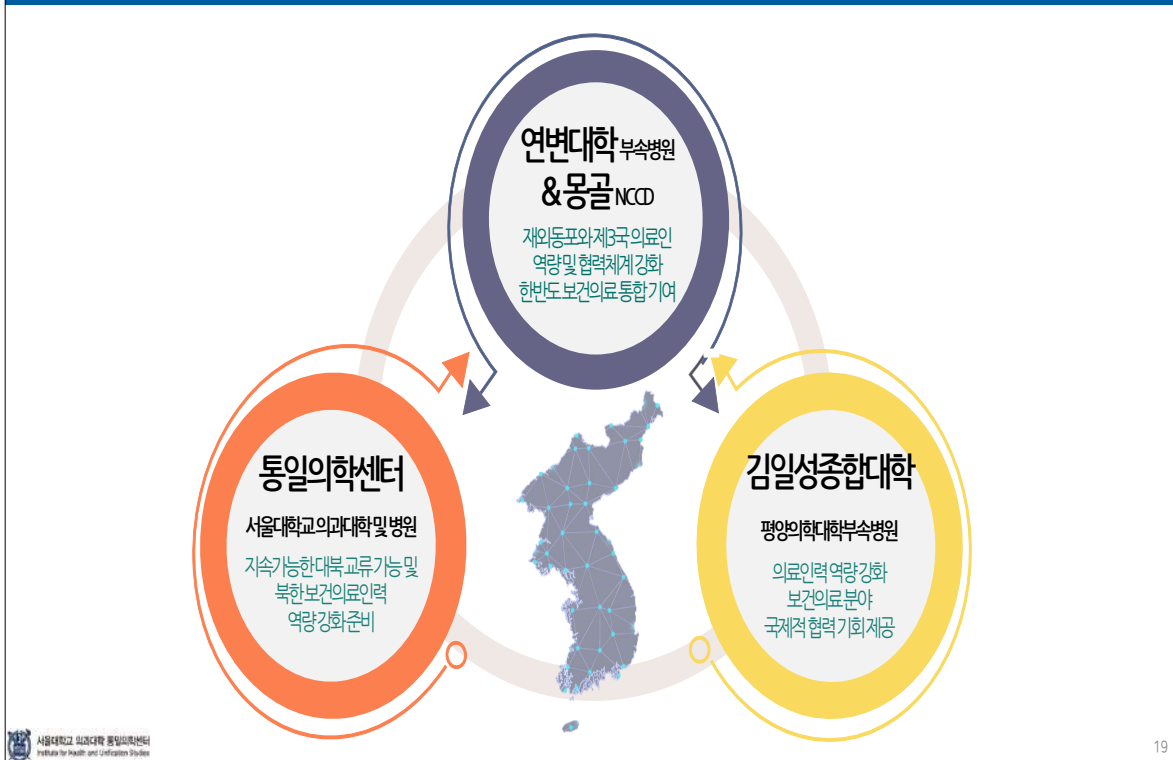 연변대학 부속병원
& 몽골 NCCD
재외동포와 제3국 의료인
역량 및 협력체계 강화
한반도 보건의료 통합 기여
통일의학센터
서울대학교 의과대학 및 병원
지속가능한 대북 교류 가능 및
북한 보건의료인력
역량 강화 준비
김일성종합대학
평양의학대학부속병원
의료인력 역량 강화
보건의료 분야
국제적 협력 기회 제공
서울대학교 의과대학 통일의학센터
Institute for Health and Unification Studies
19